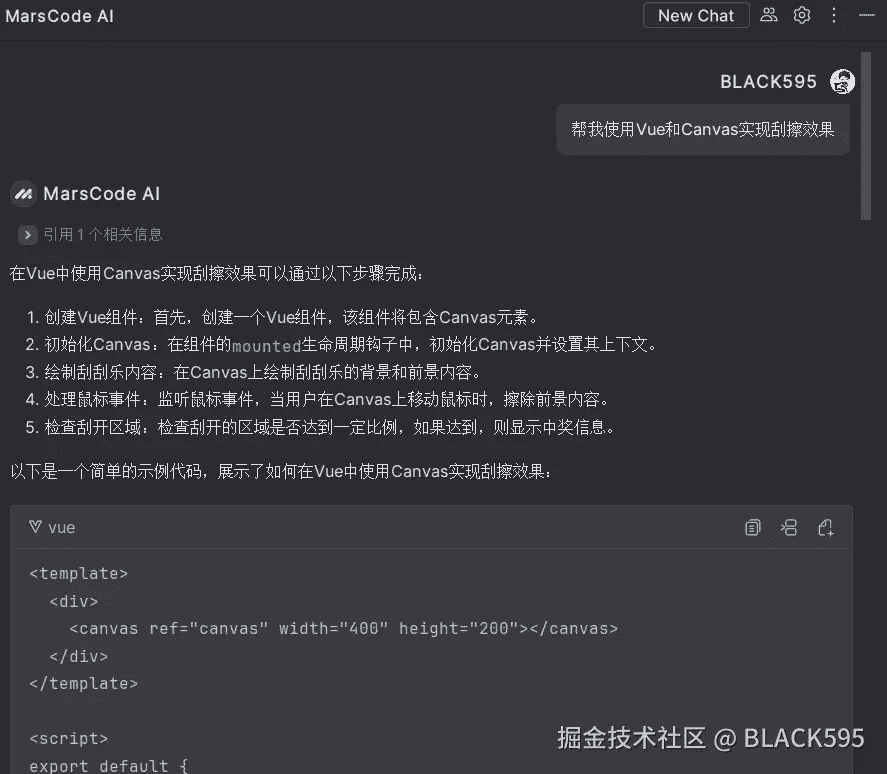 MarsCode AI
New Chat
BLACK595
帮我使用Vue和Canvas实现刮擦效果
MarsCode AI
引用 1 个相关信息
在Vue中使用Canvas实现刮擦效果可以通过以下步骤完成：
1. 创建Vue组件：首先，创建一个Vue组件，该组件将包含Canvas元素。
2. 初始化Canvas：在组件的mounted生命周期钩子中，初始化Canvas并设置其上下文。
3. 绘制刮刮乐内容：在Canvas上绘制刮刮乐的背景和前景内容。
4. 处理鼠标事件：监听鼠标事件，当用户在Canvas上移动鼠标时，擦除前景内容。
5. 检查刮开区域：检查刮开的区域是否达到一定比例，如果达到，则显示中奖信息。
以下是一个简单的示例代码，展示了如何在Vue中使用Canvas实现刮擦效果：
vue
<template>
  <div>
    <canvas ref="canvas" width="400" height="200"></canvas>
  </div>
</template>
<script>
export default {
掘金技术社区 @ BLACK595